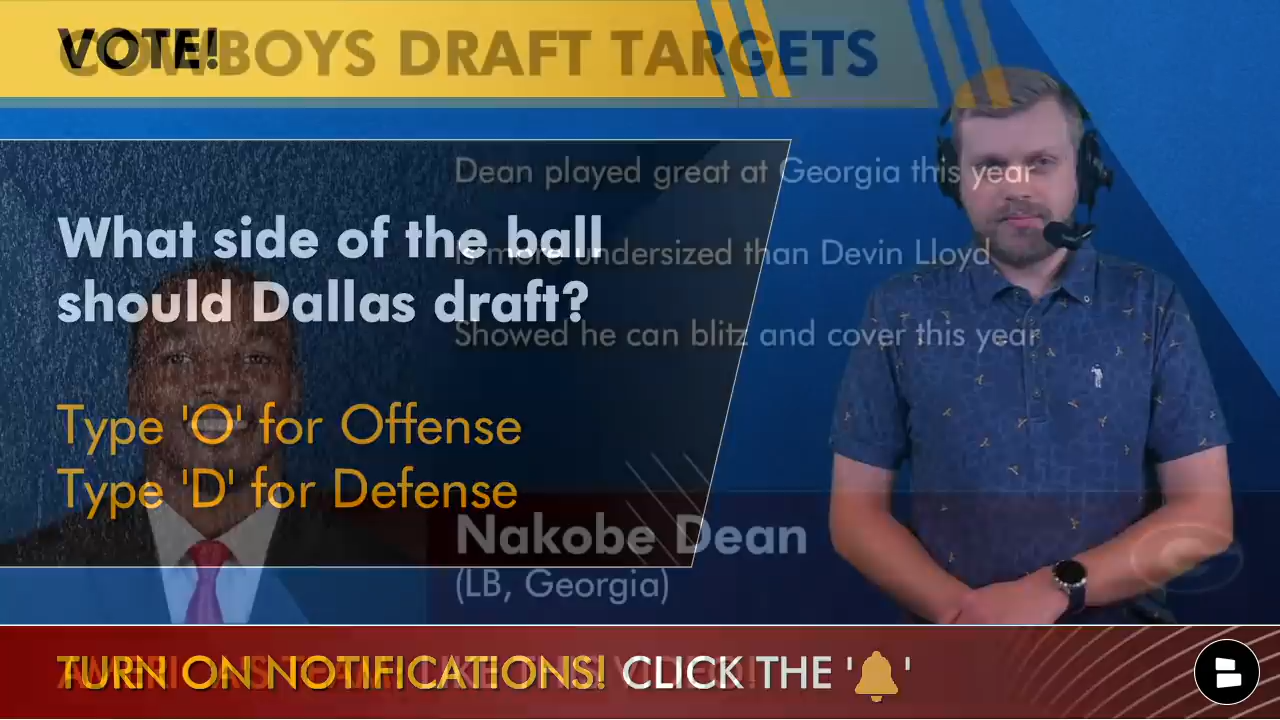 VOTE!
COWBOYS DRAFT TARGETS
What side of the ball
should Dallas draft?
Type 'O' for Offense
Type 'D' for Defense
Dean played great at Georgia this year
Is more undersized than Devin Lloyd
Showed he can blitz and cover this year
Nakobe Dean
(LB, Georgia)
TURN ON NOTIFICATIONS! CLICK THE ' '